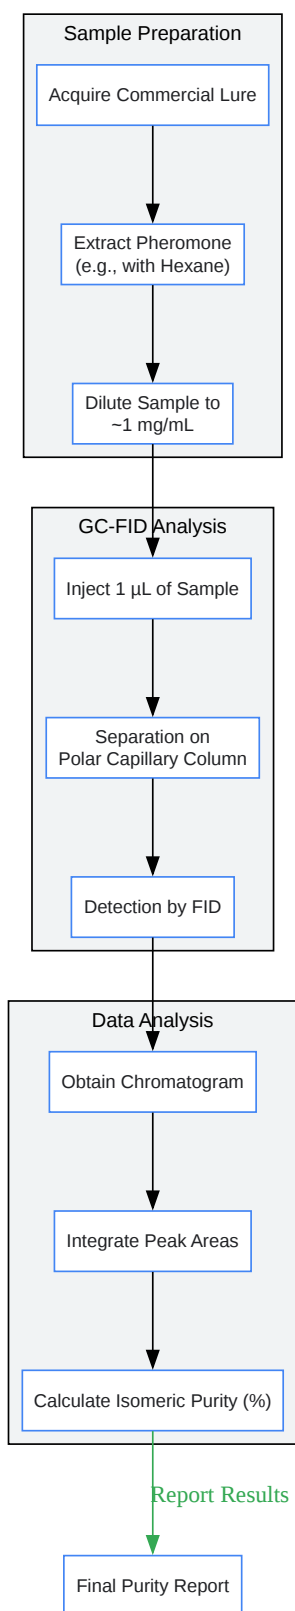 Sample Preparation
Acquire Commercial Lure
Extract Pheromone
(e.g., with Hexane)
Dilute Sample to
~1 mg/mL
GC-FID Analysis
Inject 1 µL of Sample
Separation on
Polar Capillary Column
Detection by FID
Data Analysis
Obtain Chromatogram
Integrate Peak Areas
Calculate Isomeric Purity (%)
Report Results
Final Purity Report